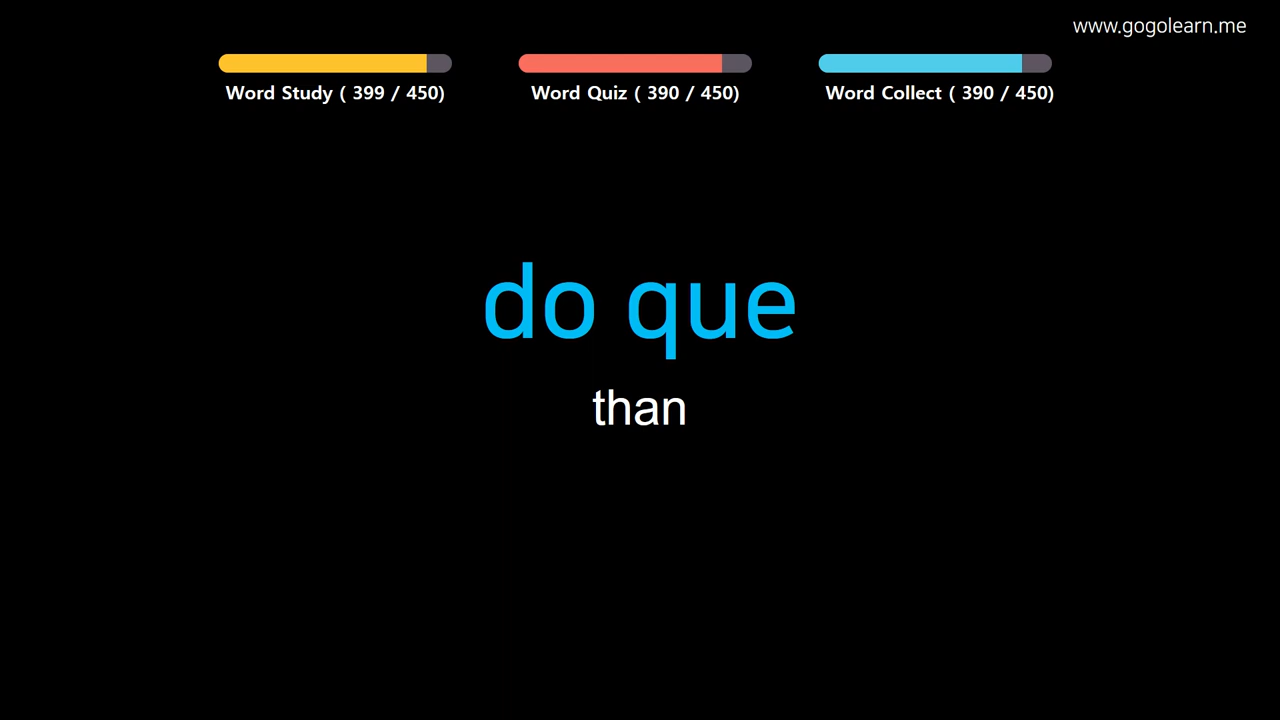 www.gogolearn.me
Word Study ( 399 / 450)
Word Quiz ( 390 / 450)
Word Collect ( 390 / 450)
do que
than